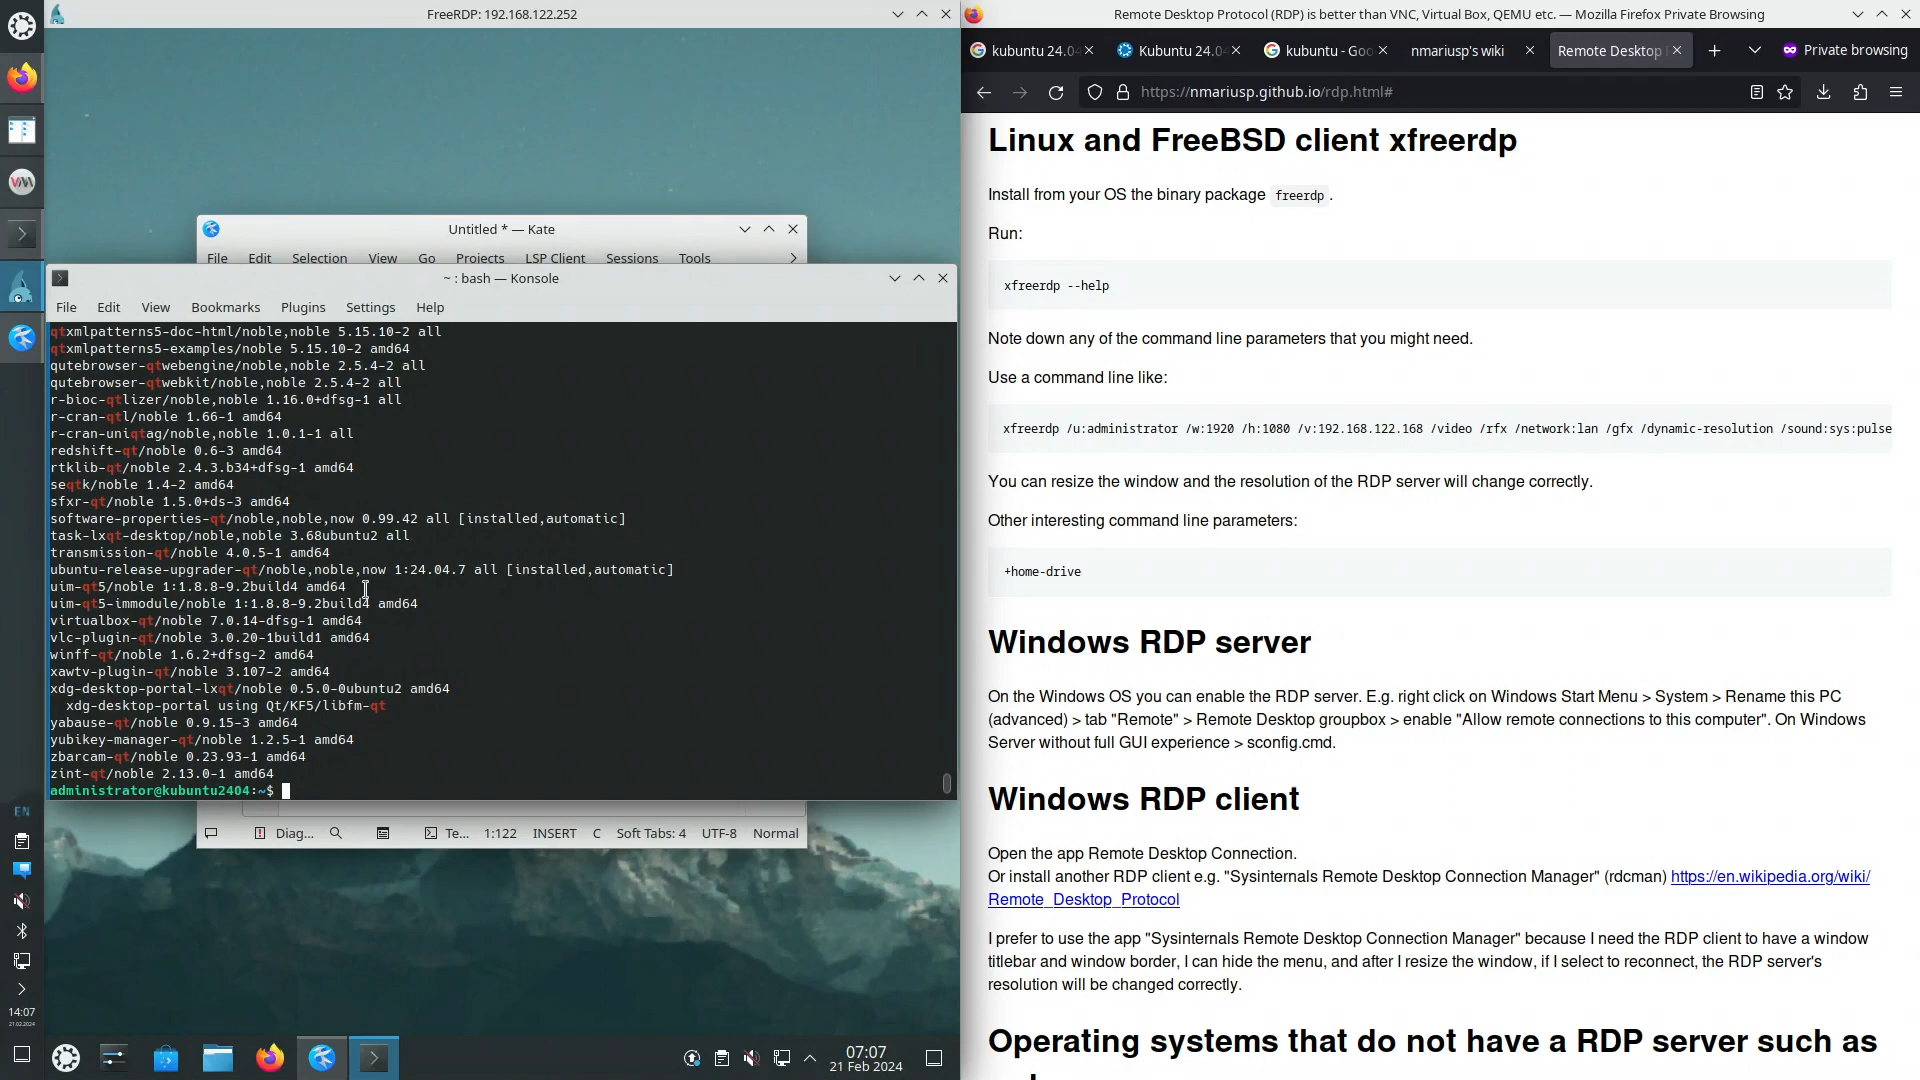 FreeRDP: 192.168.122.252
Untitled * — Kate
File Edit Selection View Go Projects LSP Client Sessions Tools
~ : bash — Konsole
File Edit View Bookmarks Plugins Settings Help
qtxmlpatterns5-doc-html/noble,noble 5.15.10-2 all
qtxmlpatterns5-examples/noble 5.15.10-2 amd64
qutebrowser-qtwebengine/noble,noble 2.5.4-2 all
qutebrowser-qtwebkit/noble,noble 2.5.4-2 all
r-bioc-qtlizer/noble,noble 1.16.0+dfsg-1 all
r-cran-qtl/noble 1.66-1 amd64
r-cran-uniqtag/noble,noble 1.0.1-1 all
redshift-qt/noble 0.6-3 amd64
rtklib-qt/noble 2.4.3.b34+dfsg-1 amd64
seqtk/noble 1.4-2 amd64
sfxr-qt/noble 1.5.0+ds-3 amd64
software-properties-qt/noble,noble,now 0.99.42 all [installed,automatic]
task-lxqt-desktop/noble,noble 3.68ubuntu2 all
transmission-qt/noble 4.0.5-1 amd64
ubuntu-release-upgrader-qt/noble,noble,now 1:24.04.7 all [installed,automatic]
uim-qt5/noble 1:1.8.8-9.2build4 amd64
uim-qt5-immodule/noble 1:1.8.8-9.2build4 amd64
virtualbox-qt/noble 7.0.14-dfsg-1 amd64
vlc-plugin-qt/noble 3.0.20-1build1 amd64
winff-qt/noble 1.6.2+dfsg-2 amd64
xawtv-plugin-qt/noble 3.107-2 amd64
xdg-desktop-portal-lxqt/noble 0.5.0-0ubuntu2 amd64
xdg-desktop-portal using Qt/KF5/libfm-qt
yabause-qt/noble 0.9.15-3 amd64
yubikey-manager-qt/noble 1.2.5-1 amd64
zbarcam-qt/noble 0.23.93-1 amd64
zint-qt/noble 2.13.0-1 amd64
administrator@kubuntu2404:~$
Diag... Te... 1:122 INSERT C Soft Tabs: 4 UTF-8 Normal
EN
14:07
21.02.2024
07:07
21 Feb 2024
Remote Desktop Protocol (RDP) is better than VNC, Virtual Box, QEMU etc. — Mozilla Firefox Private Browsing
kubuntu 24.0 Kubuntu 24.0 kubuntu - Goo nmariusp's wiki Remote Desktop Private browsing
https://nmariusp.github.io/rdp.html#
Linux and FreeBSD client xfreerdp
Install from your OS the binary package freerdp .
Run:
xfreerdp --help
Note down any of the command line parameters that you might need.
Use a command line like:
xfreerdp /u:administrator /w:1920 /h:1080 /v:192.168.122.168 /video /rfx /network:lan /gfx /dynamic-resolution /sound:sys:pulse
You can resize the window and the resolution of the RDP server will change correctly.
Other interesting command line parameters:
+home-drive
Windows RDP server
On the Windows OS you can enable the RDP server. E.g. right click on Windows Start Menu > System > Rename this PC
(advanced) > tab "Remote" > Remote Desktop groupbox > enable "Allow remote connections to this computer". On Windows
Server without full GUI experience > sconfig.cmd.
Windows RDP client
Open the app Remote Desktop Connection.
Or install another RDP client e.g. "Sysinternals Remote Desktop Connection Manager" (rdcman) https://en.wikipedia.org/wiki/
Remote_Desktop_Protocol
I prefer to use the app "Sysinternals Remote Desktop Connection Manager" because I need the RDP client to have a window
titlebar and window border, I can hide the menu, and after I resize the window, if I select to reconnect, the RDP server's
resolution will be changed correctly.
Operating systems that do not have a RDP server such as